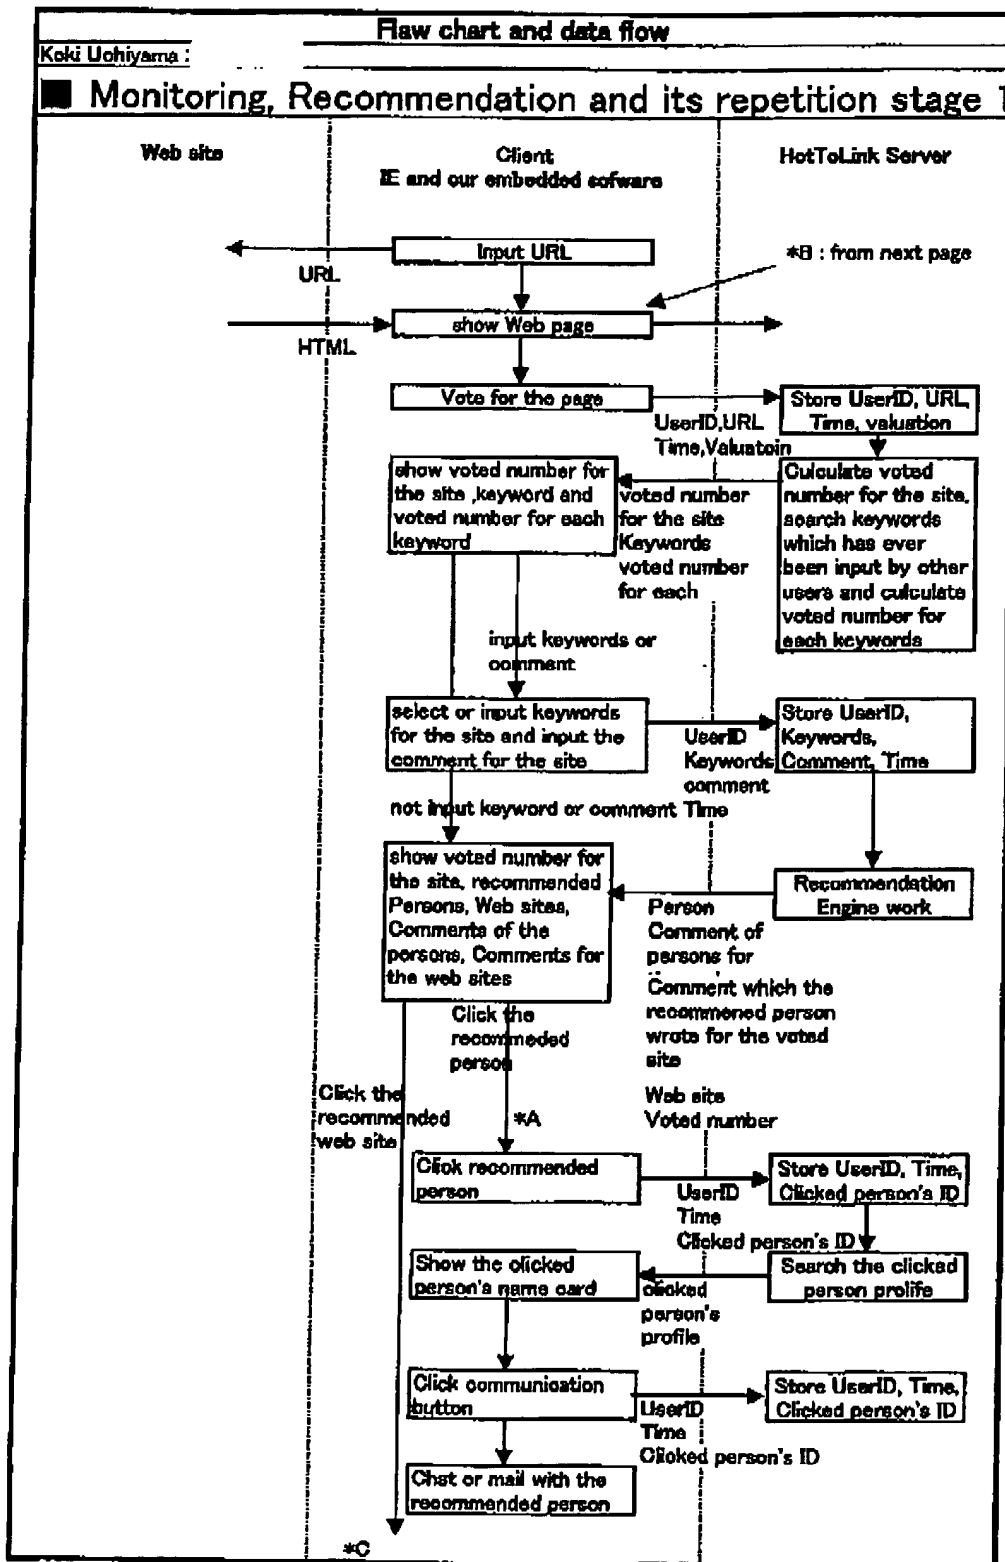 Flaw chart and data flow
Koki Uchiyama :
■ Monitoring, Recommendation and its repetition stage 1
Web site
Client
IE and our embedded sofware
HotToLink Server
Input URL
URL
*B : from next page
show Web page
HTML
Vote for the page
UserID,URL
Time,Valuatoin
Store UserID, URL,
Time, valuation
show voted number for
the site ,keyword and
voted number for each
keyword
voted number
for the site
Keywords
voted number
for each
Culculate voted
number for the site,
search keywords
which has ever
been input by other
users and culculate
voted number for
each keywords
input keywords or
comment
select or input keywords
for the site and input the
comment for the site
UserID
Keywords
comment
Store UserID,
Keywords,
Comment, Time
not input keyword or comment Time
show voted number for
the site, recommended
Persons, Web sites,
Comments of the
persons, Comments for
the web sites
Person
Comment of
persons for
Comment which the
recommened person
wrote for the voted
site
Web site
Voted number
Recommendation
Engine work
Click the
recommeded
person
Click the
recommended
web site
*A
Click recommended
person
UserID
Time
Clicked person's ID
Store UserID, Time,
Clicked person's ID
Show the clicked
person's name card
clicked
person's
profile
Search the clicked
person prolife
Click communication
button
UserID
Time
Clicked person's ID
Store UserID, Time,
Clicked person's ID
Chat or mail with the
recommended person
*C